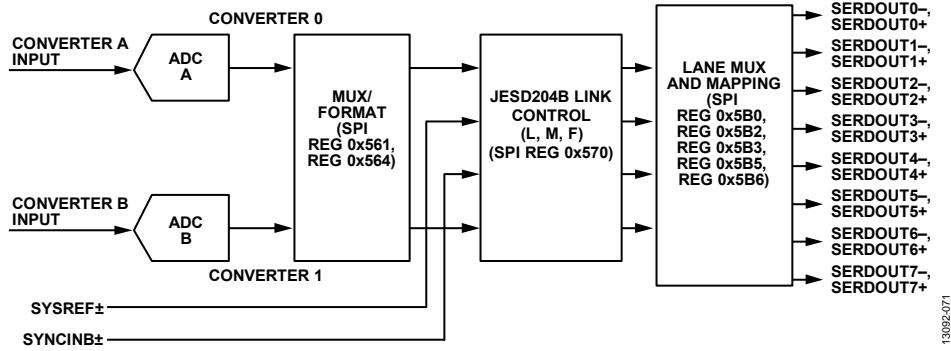 CONVERTER 0
CONVERTER A
INPUT
ADC
A
MUX/
FORMAT
(SPI
REG 0x561,
REG 0x564)
JESD204B LINK
CONTROL
(L, M, F)
(SPI REG 0x570)
LANE MUX
AND MAPPING
(SPI
REG 0x5B0,
REG 0x5B2,
REG 0x5B3,
REG 0x5B5,
REG 0x5B6)
SERDOUT0–,
SERDOUT0+
SERDOUT1–,
SERDOUT1+
SERDOUT2–,
SERDOUT2+
SERDOUT3–,
SERDOUT3+
SERDOUT4–,
SERDOUT4+
SERDOUT5–,
SERDOUT5+
SERDOUT6–,
SERDOUT6+
SERDOUT7–,
SERDOUT7+
CONVERTER B
INPUT
ADC
B
CONVERTER 1
SYSREF±
SYNCINB±
13092-071